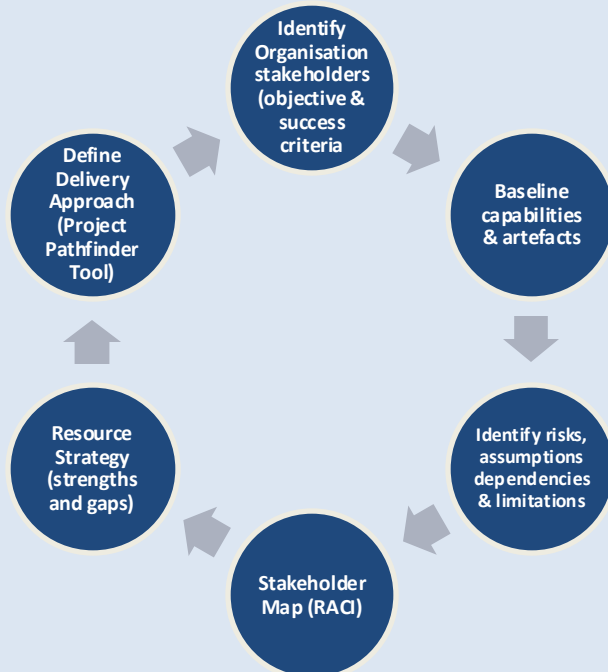 Identify
Organisation
stakeholders
(objective &
success
criteria
Baseline
capabilities
& artefacts
Identify risks,
assumptions
dependencies
& limitations
Stakeholder
Map (RACI)
Resource
Strategy
(strengths
and gaps)
Define
Delivery
Approach
(Project
Pathfinder
Tool)